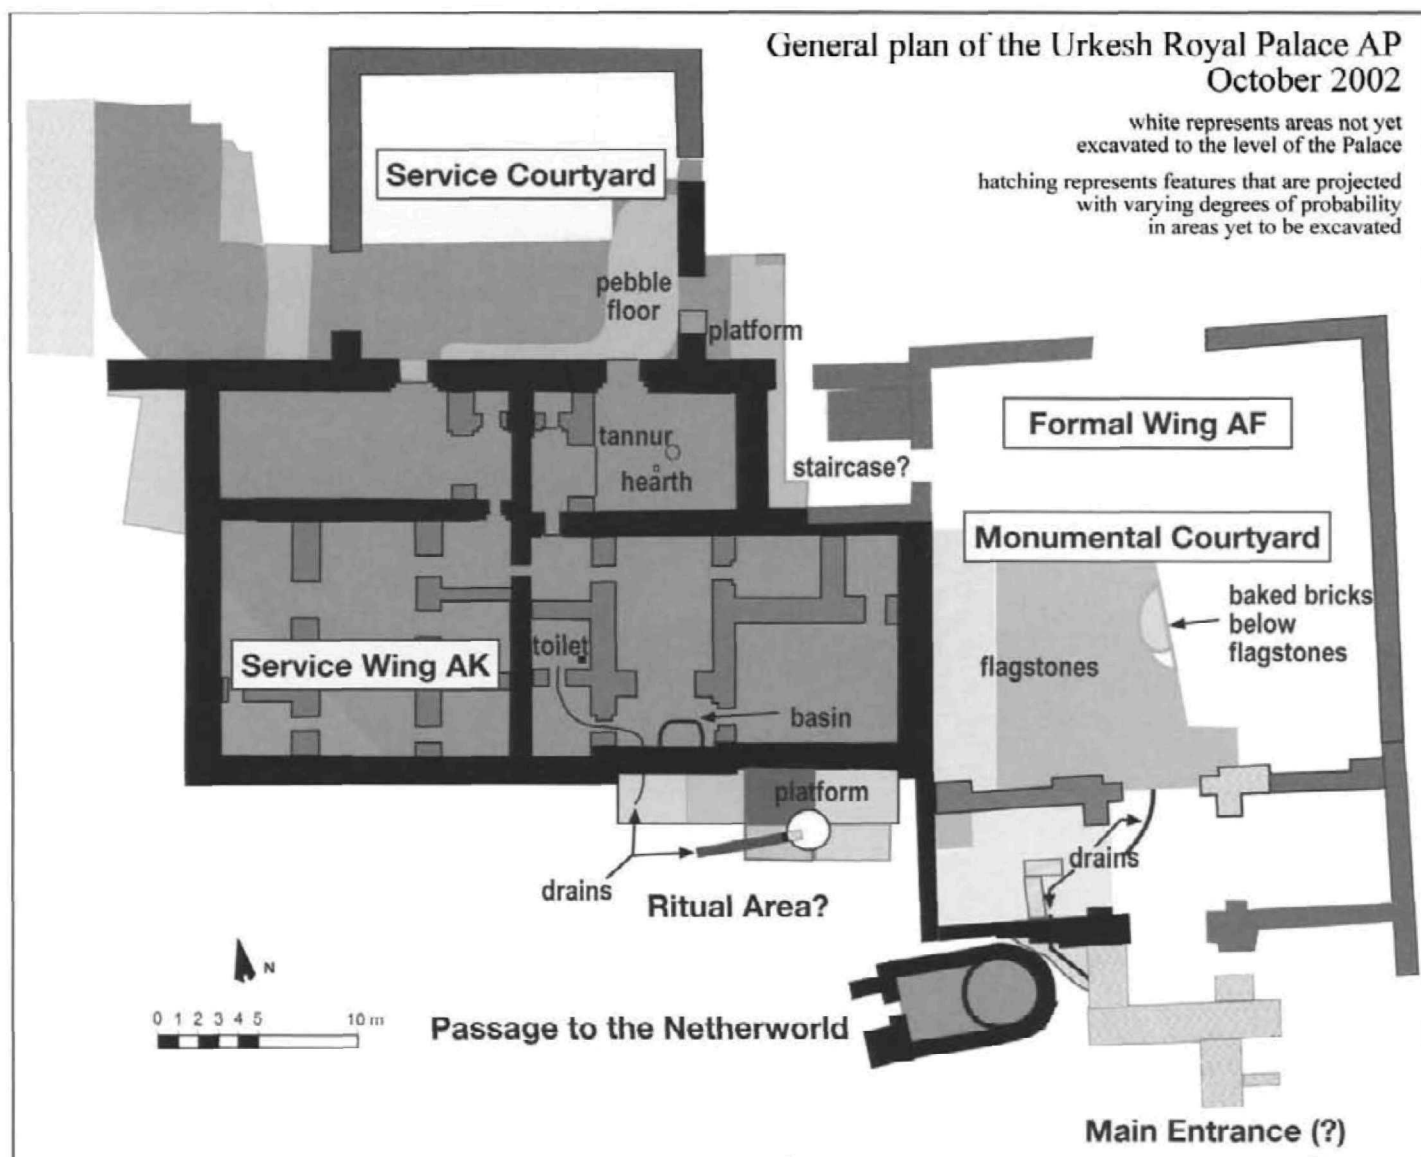 General plan of the Urkesh Royal Palace AP
October 2002
white represents areas not yet
excavated to the level of the Palace
hatching represents features that are projected
with varying degrees of probability
in areas yet to be excavated
Service Courtyard
pebble
floor
platform
Formal Wing AF
tannur
hearth
staircase?
Monumental Courtyard
baked bricks
below
flagstones
flagstones
toilet
Service Wing AK
basin
platform
drains
drains
Ritual Area?
N
0 1 2 3 4 5 10 m
Passage to the Netherworld
Main Entrance (?)